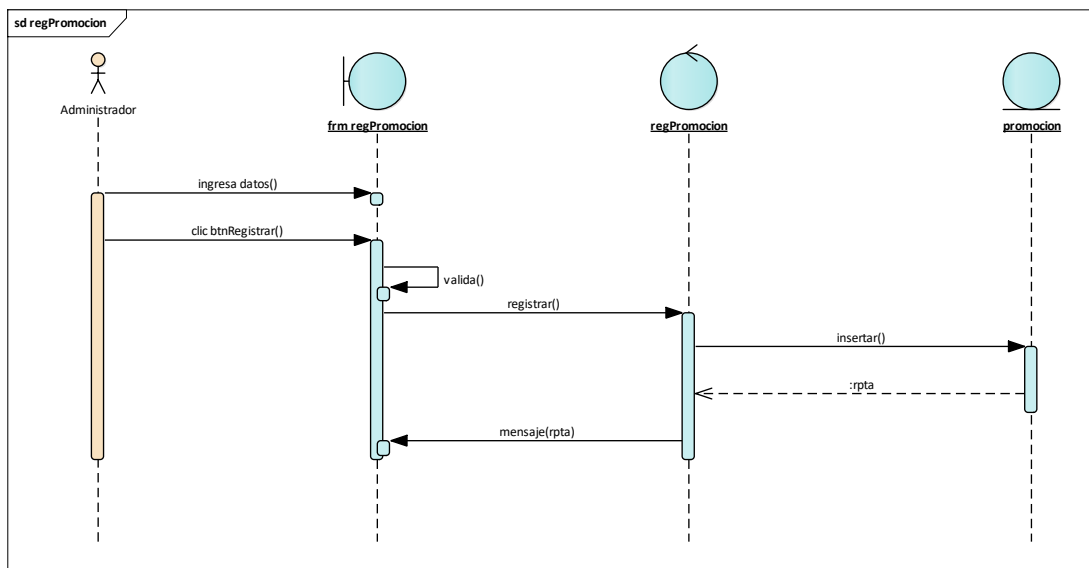 sd regPromocion
Administrador
frm regPromocion
regPromocion
promocion
ingresa datos()
clic btnRegistrar()
valida()
registrar()
insertar()
:rpta
mensaje(rpta)